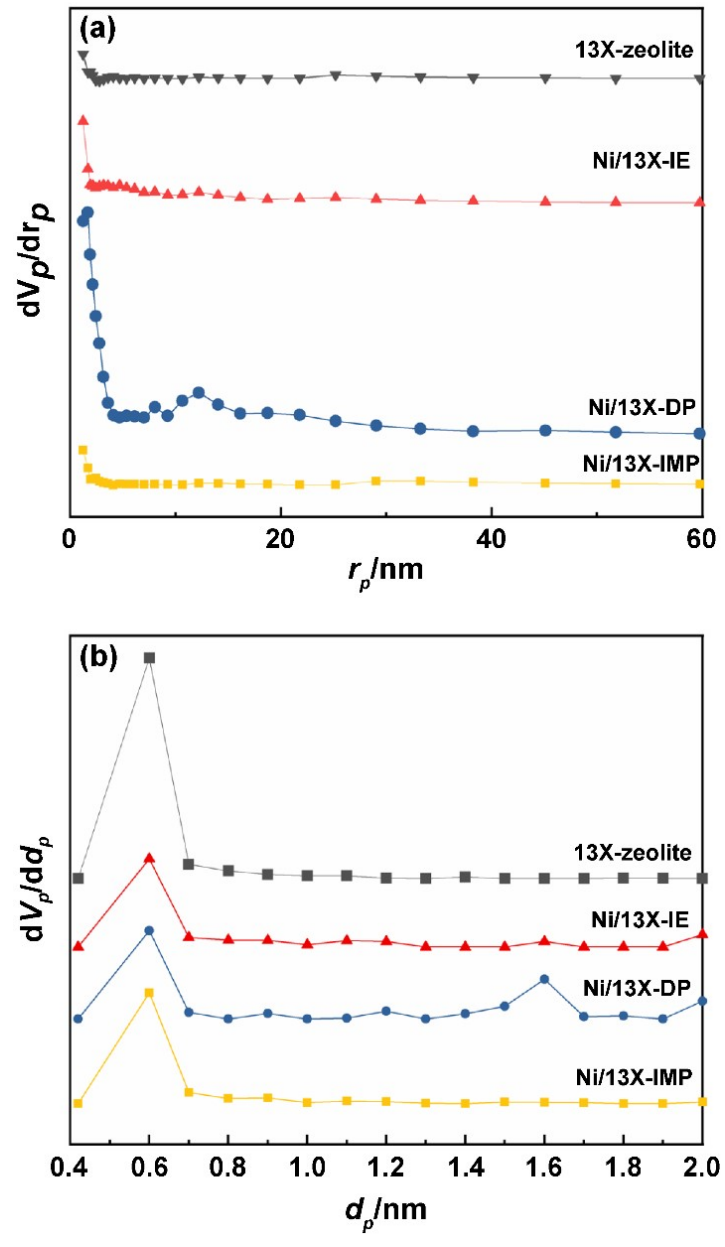 (a)
13X-zeolite
Ni/13X-IE
dVp/drp
Ni/13X-DP
Ni/13X-IMP
0 20 40 60
rp/nm
(b)
13X-zeolite
dVp/ddp
Ni/13X-IE
Ni/13X-DP
Ni/13X-IMP
0.4 0.6 0.8 1.0 1.2 1.4 1.6 1.8 2.0
dp/nm